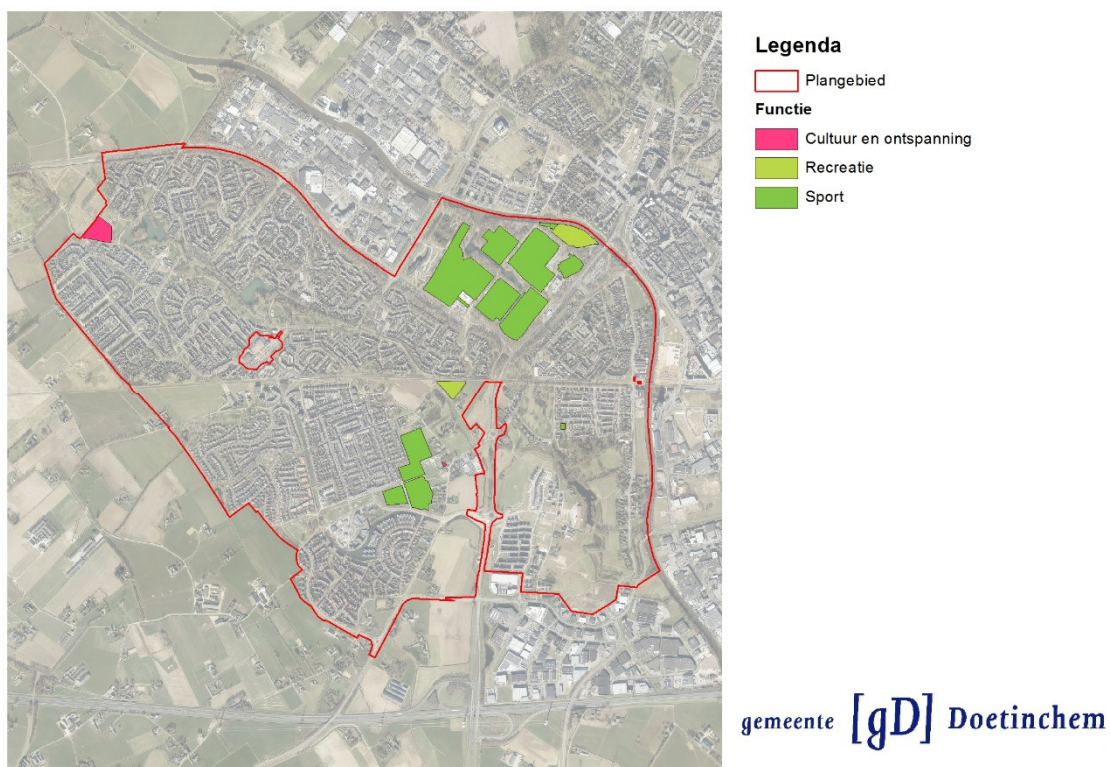 Legenda
Plangebied
Functie
Cultuur en ontspanning
Recreatie
Sport
gemeente [gD] Doetinchem